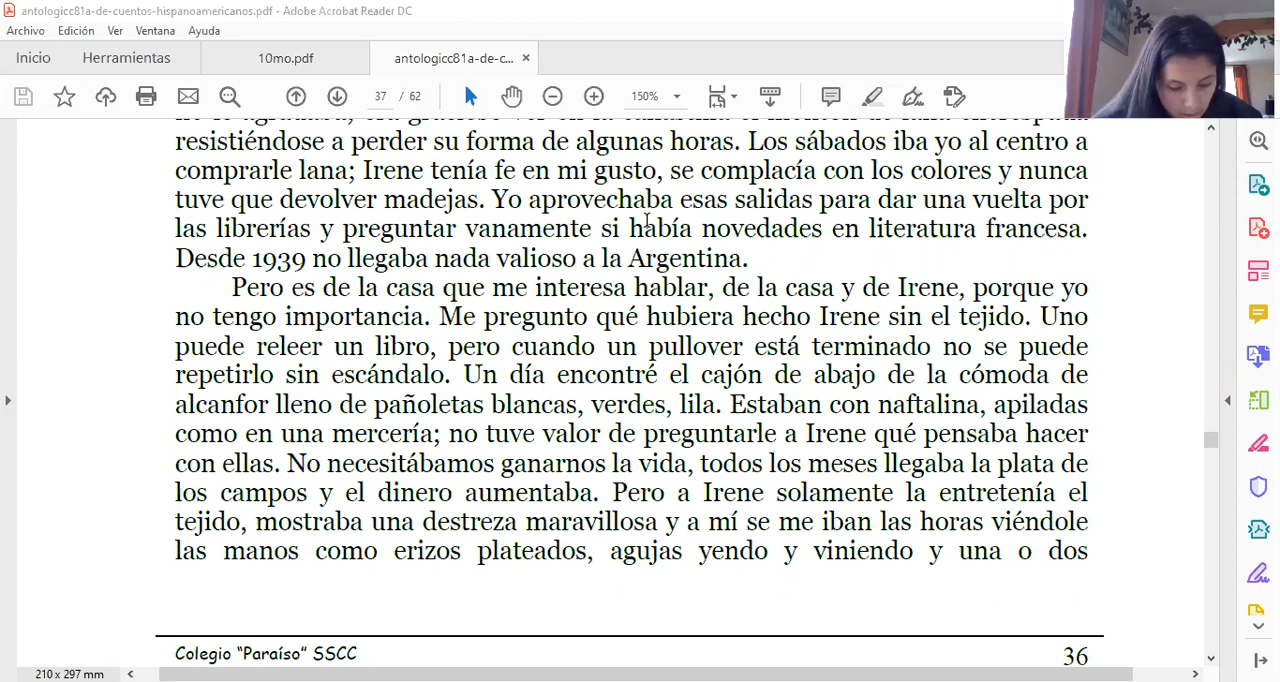 antologicc81a-de-cuentos-hispanoamericanos.pdf - Adobe Acrobat Reader DC
Archivo Edición Ver Ventana Ayuda
Inicio Herramientas 10mo.pdf antologicc81a-de-c... ×
37 / 62 150%
resistiéndose a perder su forma de algunas horas. Los sábados iba yo al centro a
comprarle lana; Irene tenía fe en mi gusto, se complacía con los colores y nunca
tuve que devolver madejas. Yo aprovechaba esas salidas para dar una vuelta por
las librerías y preguntar vanamente si había novedades en literatura francesa.
Desde 1939 no llegaba nada valioso a la Argentina.
Pero es de la casa que me interesa hablar, de la casa y de Irene, porque yo
no tengo importancia. Me pregunto qué hubiera hecho Irene sin el tejido. Uno
puede releer un libro, pero cuando un pullover está terminado no se puede
repetirlo sin escándalo. Un día encontré el cajón de abajo de la cómoda de
alcanfor lleno de pañoletas blancas, verdes, lila. Estaban con naftalina, apiladas
como en una mercería; no tuve valor de preguntarle a Irene qué pensaba hacer
con ellas. No necesitábamos ganarnos la vida, todos los meses llegaba la plata de
los campos y el dinero aumentaba. Pero a Irene solamente la entretenía el
tejido, mostraba una destreza maravillosa y a mí se me iban las horas viéndole
las manos como erizos plateados, agujas yendo y viniendo y una o dos
Colegio "Paraíso" SSCC 36
210 x 297 mm